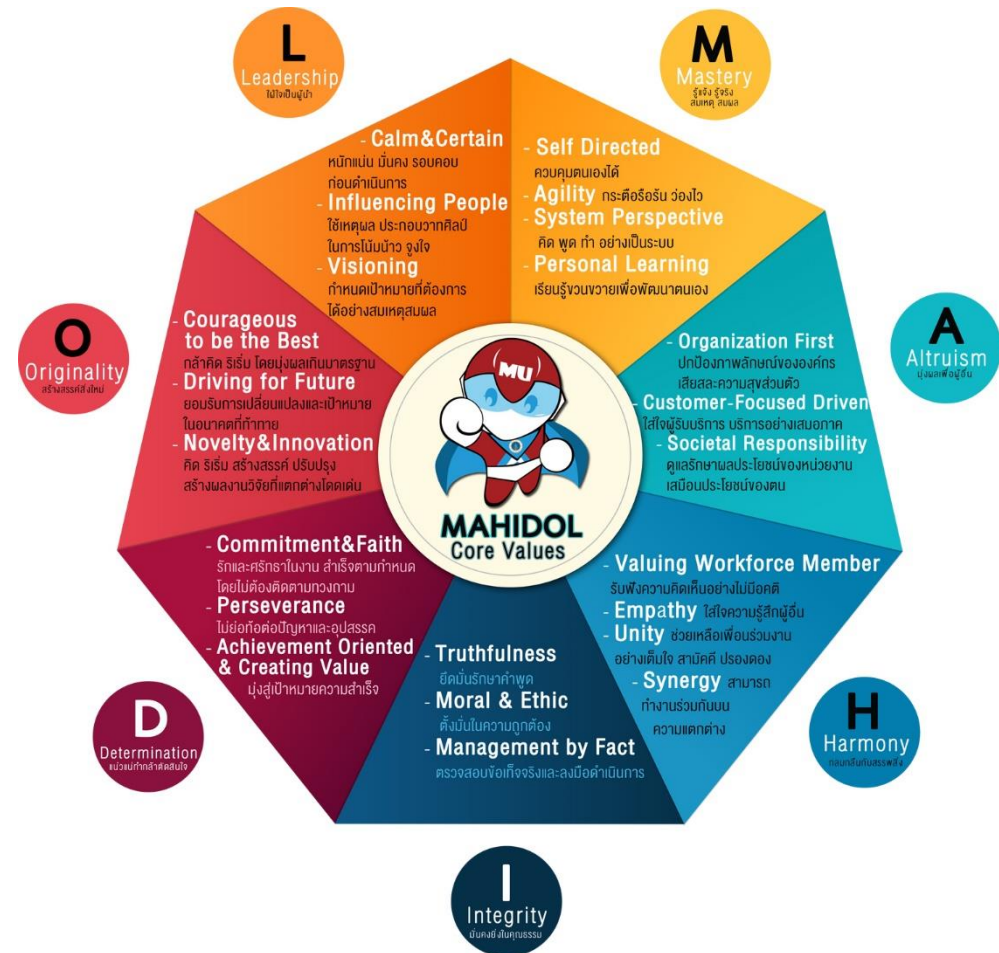 L
Leadership
ใฝ่ใจเป็นผู้นำ
- Calm&Certain
หนักแน่น มั่นคง รอบคอบ
ก่อนดำเนินการ
- Influencing People
ใช้เหตุผล ประกอบวาทศิลป์
ในการโน้มน้าว จูงใจ
- Visioning
กำหนดเป้าหมายที่ต้องการ
ได้อย่างสมเหตุสมผล
M
Mastery
รู้แจ้ง รู้จริง
สมเหตุ สมผล
- Self Directed
ควบคุมตนเองได้
- Agility กระตือรือร้น ว่องไว
- System Perspective
คิด พูด ทำ อย่างเป็นระบบ
- Personal Learning
เรียนรู้ขวนขวายเพื่อพัฒนาตนเอง
A
Altruism
มุ่งผลเพื่อผู้อื่น
- Organization First
ปกป้องภาพลักษณ์ขององค์กร
เสียสละความสุขส่วนตัว
- Customer-Focused Driven
ใส่ใจผู้รับบริการ บริการอย่างเสมอภาค
- Societal Responsibility
ดูแลรักษาผลประโยชน์ของหน่วยงาน
เสมือนประโยชน์ของตน
H
Harmony
กลมกลืนกับสรรพสิ่ง
- Valuing Workforce Member
รับฟังความคิดเห็นอย่างไม่มีอคติ
- Empathy ใส่ใจความรู้สึกผู้อื่น
- Unity ช่วยเหลือเพื่อนร่วมงาน
อย่างเต็มใจ สามัคคี ปรองดอง
- Synergy สามารถ
ทำงานร่วมกันบน
ความแตกต่าง
I
Integrity
มั่นคงยิ่งในคุณธรรม
- Truthfulness
ยึดมั่นรักษาคำพูด
- Moral & Ethic
ตั้งมั่นในความถูกต้อง
- Management by Fact
ตรวจสอบข้อเท็จจริงและลงมือดำเนินการ
D
Determination
แน่วแน่ทำกล้าตัดสินใจ
- Commitment&Faith
รักและศรัทธาในงาน สำเร็จตามกำหนด
โดยไม่ต้องติดตามทวงถาม
- Perseverance
ไม่ย่อท้อต่อปัญหาและอุปสรรค
- Achievement Oriented
& Creating Value
มุ่งสู่เป้าหมายความสำเร็จ
O
Originality
สร้างสรรค์สิ่งใหม่
- Courageous
to be the Best
กล้าคิด ริเริ่ม โดยมุ่งผลเกินมาตรฐาน
- Driving for Future
ยอมรับการเปลี่ยนแปลงและเป้าหมาย
ในอนาคตที่ท้าทาย
- Novelty&Innovation
คิด ริเริ่ม สร้างสรรค์ ปรับปรุง
สร้างผลงานวิจัยที่แตกต่างโดดเด่น
MU
MAHIDOL
Core Values